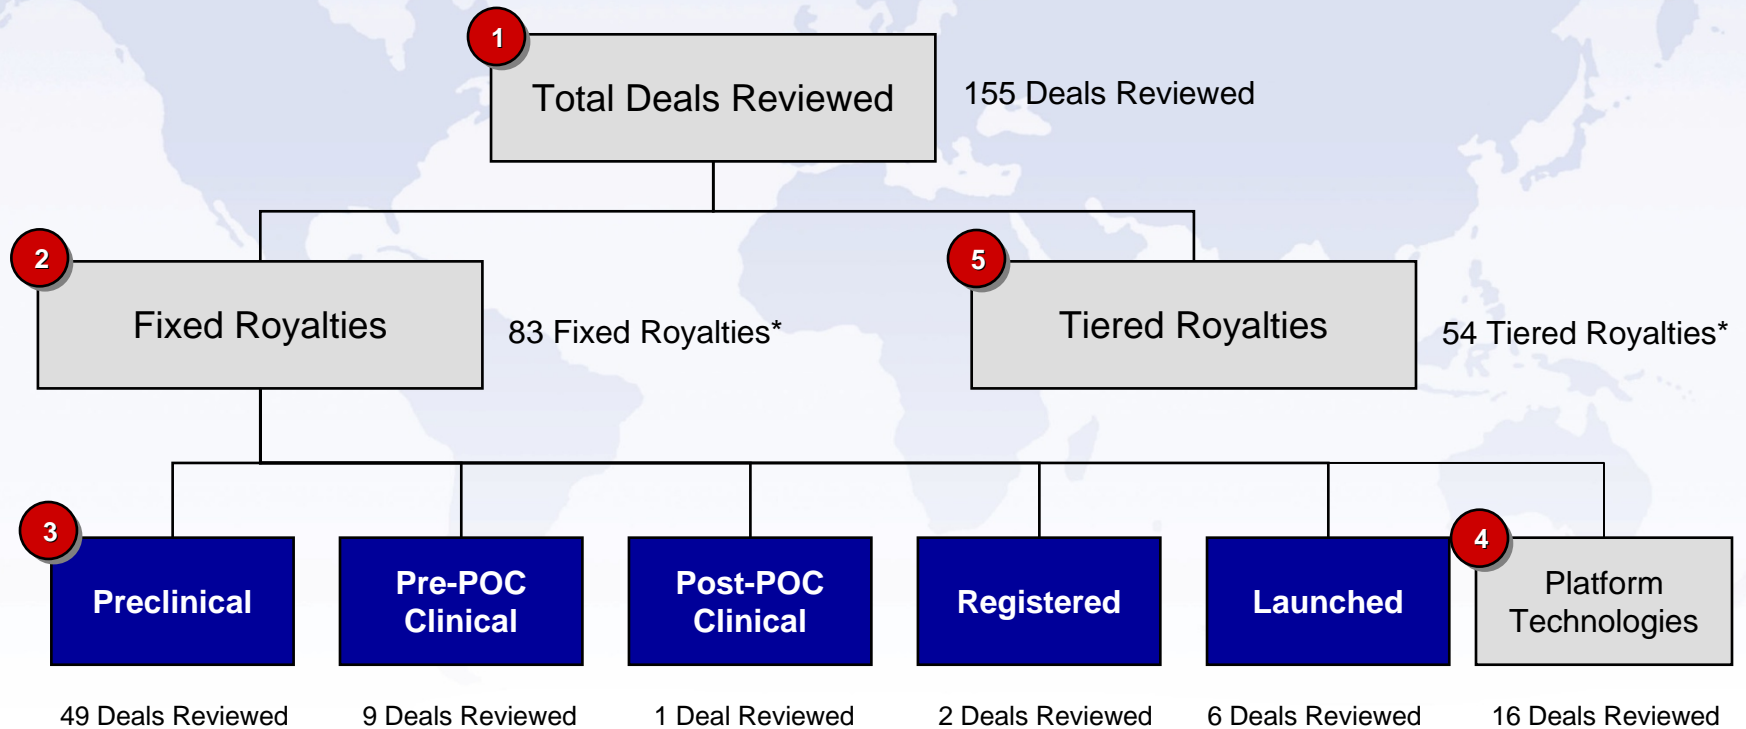 1
Total Deals Reviewed
155 Deals Reviewed
2
Fixed Royalties
83 Fixed Royalties*
5
Tiered Royalties
54 Tiered Royalties*
3
Preclinical
Pre-POC
Clinical
Post-POC
Clinical
Registered
Launched
4
Platform
Technologies
49 Deals Reviewed
9 Deals Reviewed
1 Deal Reviewed
2 Deals Reviewed
6 Deals Reviewed
16 Deals Reviewed